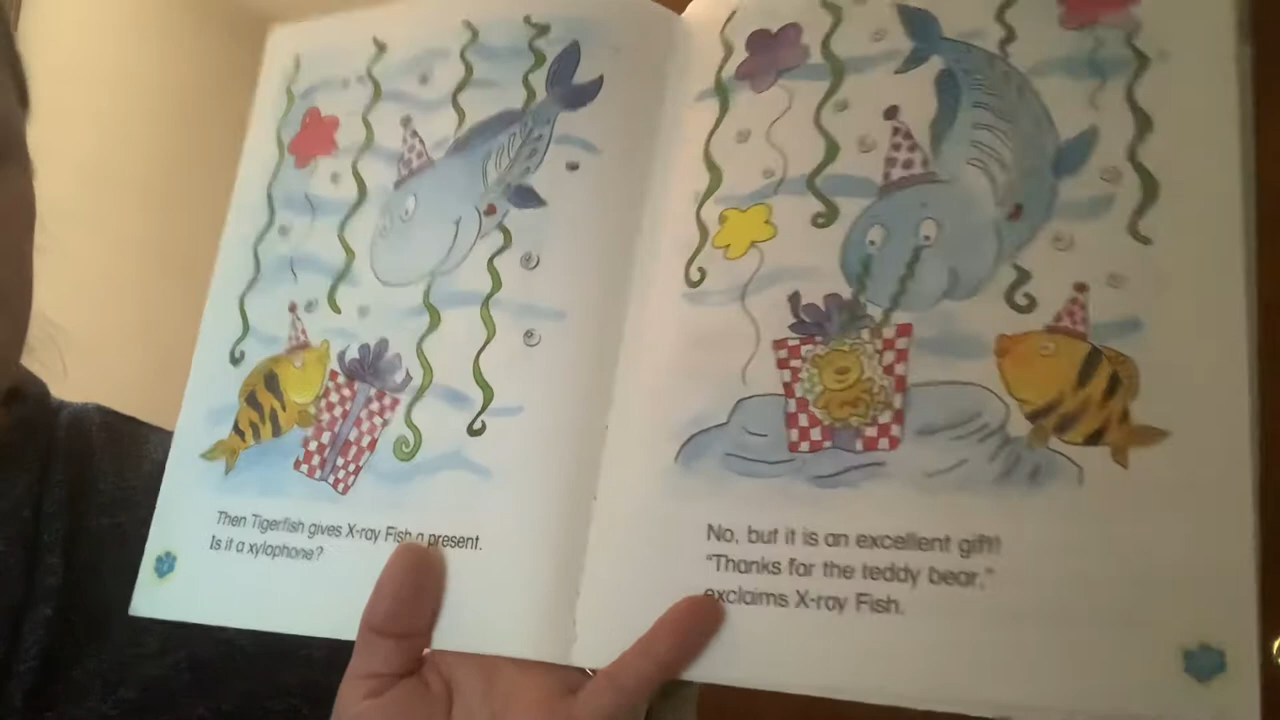 Then Tigerfish gives X-ray Fish a present.
Is it a xylophone?
No, but it is an excellent gift!
"Thanks for the teddy bear,"
exclaims X-ray Fish.